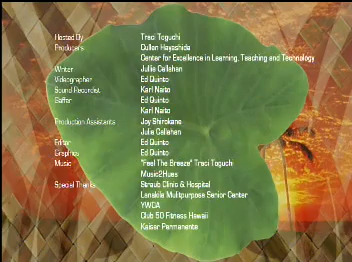 Hosted By Traci Toguchi
Producers Cullen Hayashida
Center for Excellence in Learning, Teaching and Technology
Writer Jullie Callahan
Videographer Ed Quinto
Sound Recordist Karl Naito
Gaffer Ed Quinto
Karl Naito
Production Assistants Joy Shirokane
Julie Callahan
Editor Ed Quinto
Graphics Ed Quinto
Music "Feel The Breeze" Traci Toguchi
Music2Hues
Special Thanks Straub Clinic & Hospital
Lanakila Multipurpose Senior Center
YWCA
Club 50 Fitness Hawaii
Kaiser Permanente